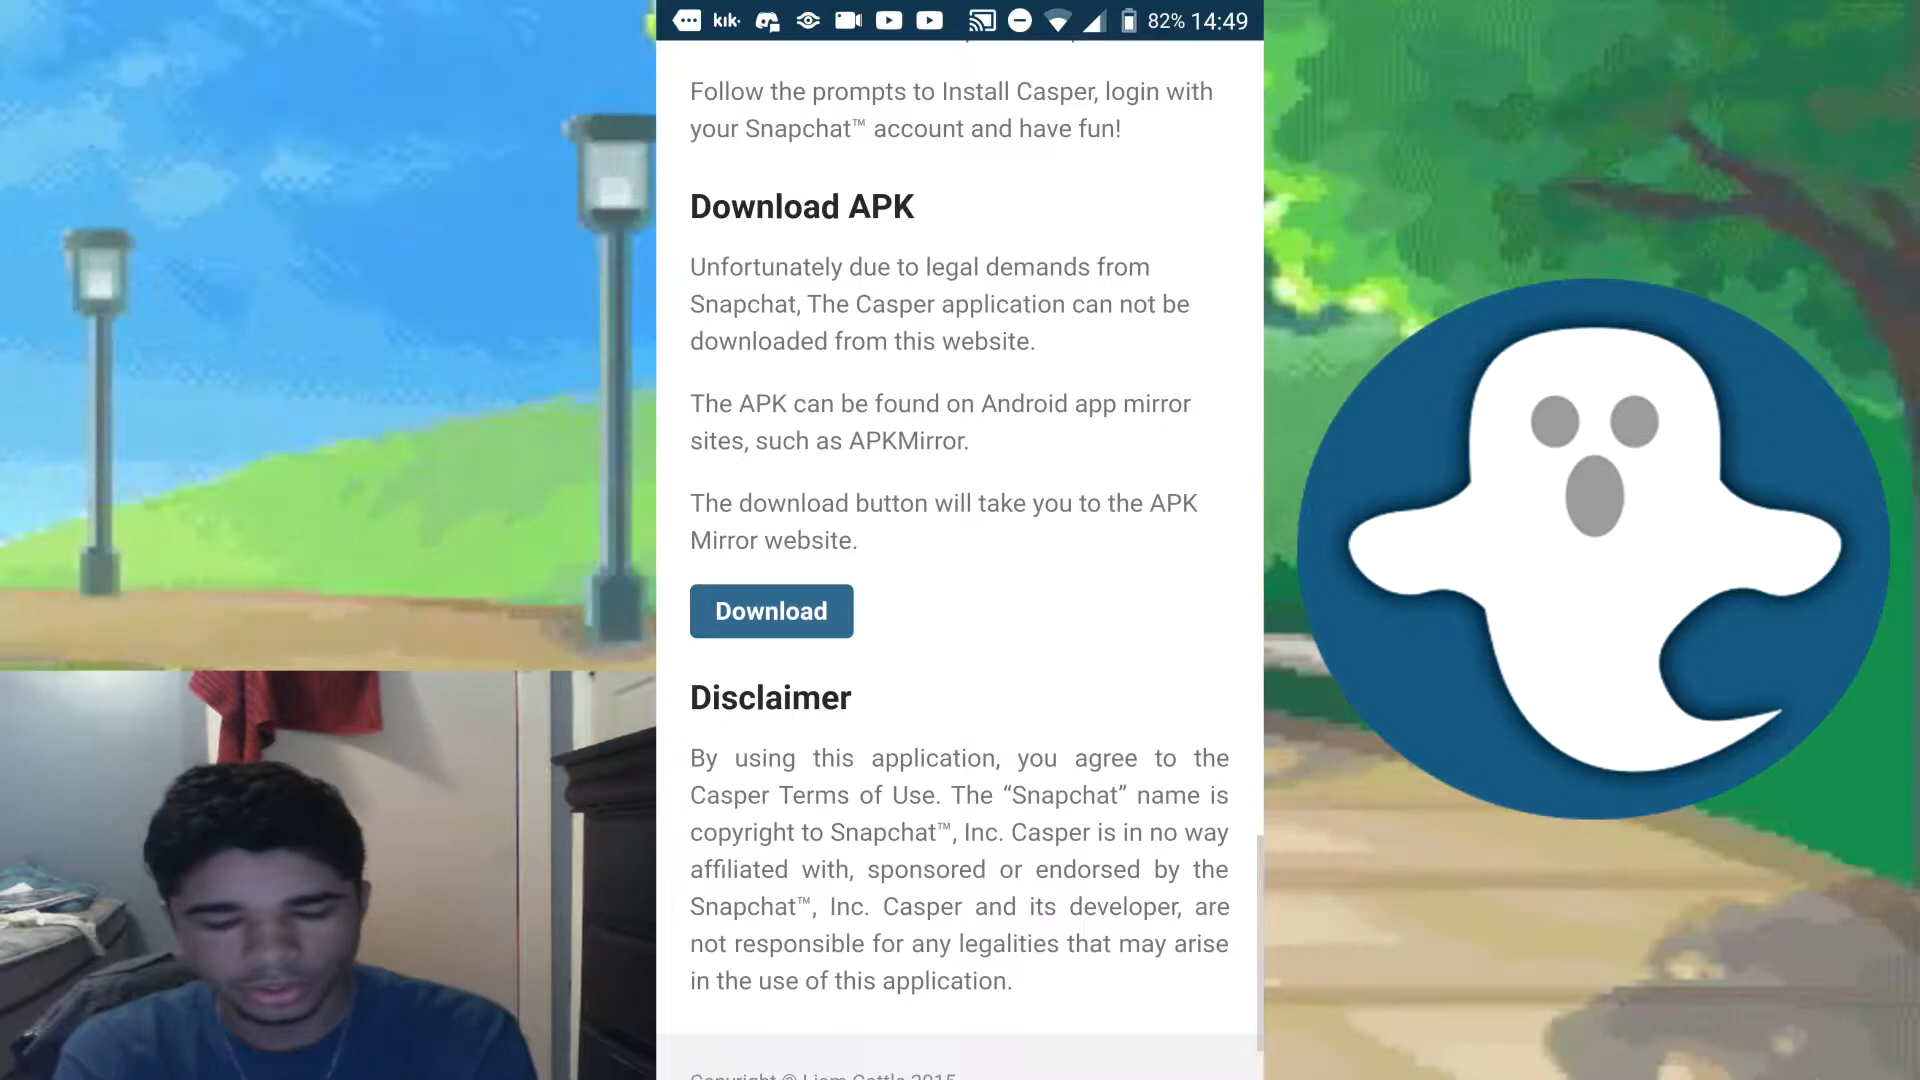 kik. 82% 14:49
Follow the prompts to Install Casper, login with
your Snapchat™ account and have fun!
Download APK
Unfortunately due to legal demands from
Snapchat, The Casper application can not be
downloaded from this website.
The APK can be found on Android app mirror
sites, such as APKMirror.
The download button will take you to the APK
Mirror website.
Download
Disclaimer
By using this application, you agree to the
Casper Terms of Use. The “Snapchat” name is
copyright to Snapchat™, Inc. Casper is in no way
affiliated with, sponsored or endorsed by the
Snapchat™, Inc. Casper and its developer, are
not responsible for any legalities that may arise
in the use of this application.
Copyright © Liam Cottle 2015